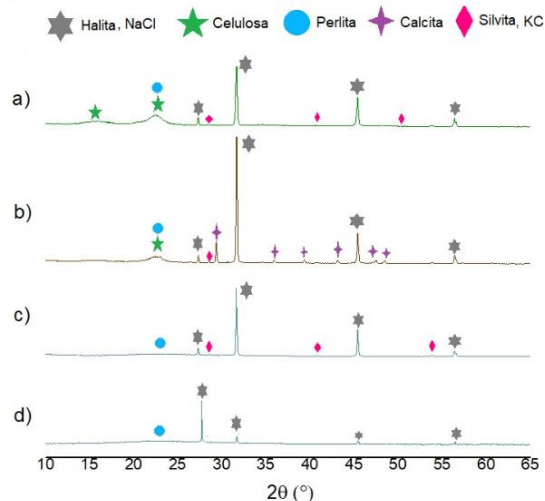 Halita, NaCl Celulosa Perlita Calcita Silvita, KC
a)
b)
c)
d)
10 15 20 25 30 35 40 45 50 55 60 65
2θ (°)